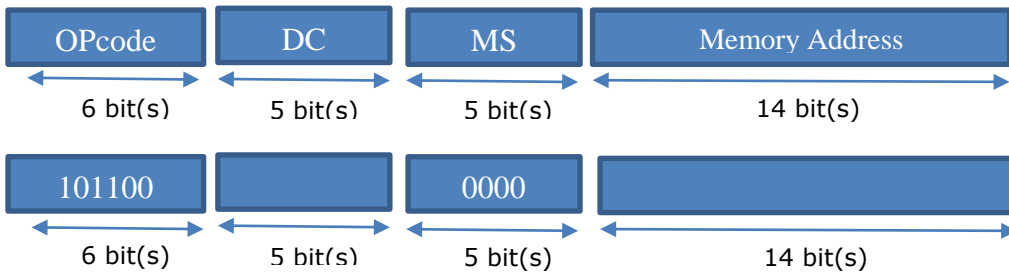 OPcode DC MS Memory Address
6 bit(s) 5 bit(s) 5 bit(s) 14 bit(s)
101100 0000
6 bit(s) 5 bit(s) 5 bit(s) 14 bit(s)